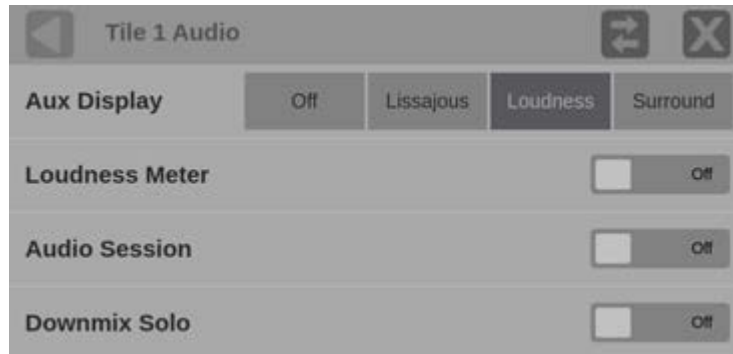 Tile 1 Audio
Aux Display Off Lissajous Loudness Surround
Loudness Meter Off
Audio Session Off
Downmix Solo Off